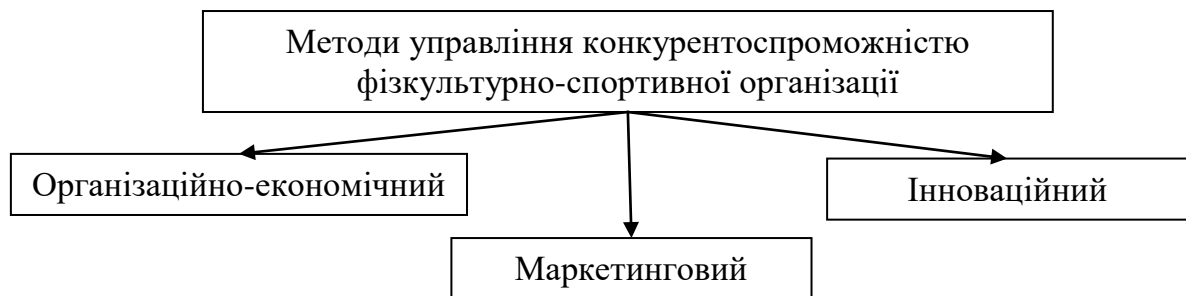 Методи управління конкурентоспроможністю
фізкультурно-спортивної організації
Організаційно-економічний
Інноваційний
Маркетинговий